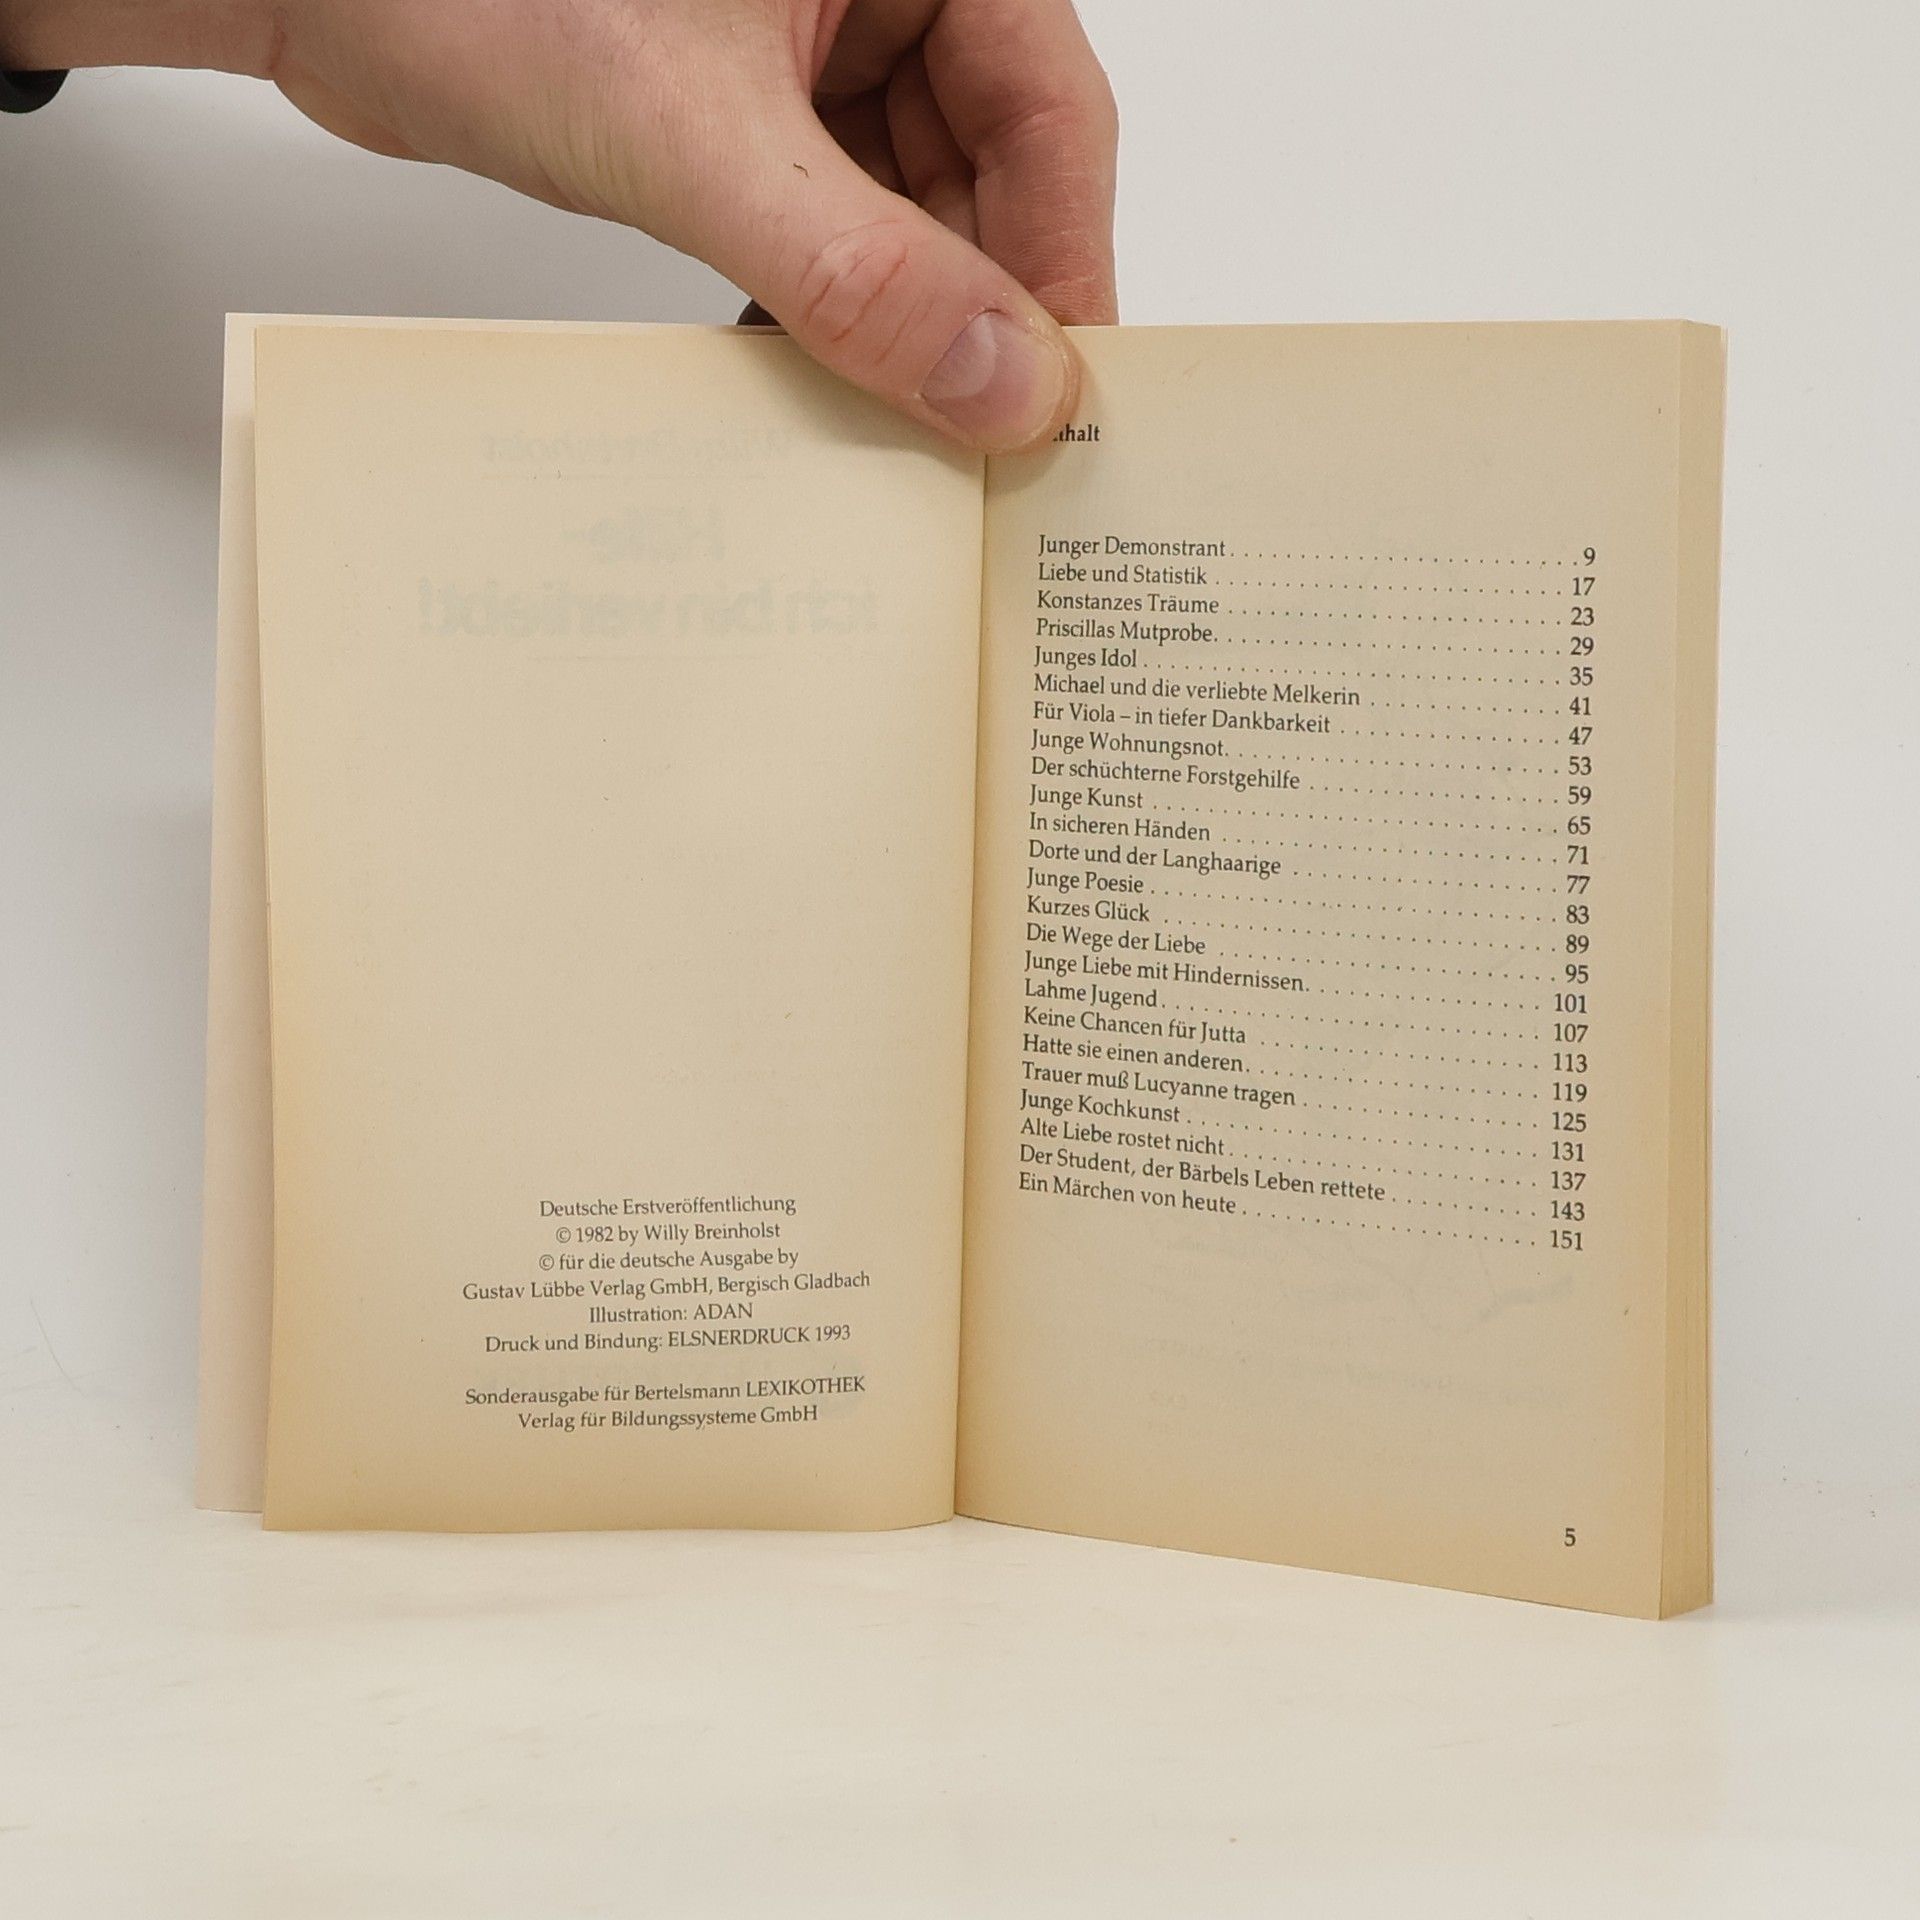 Deutsche Erstveröffentlichung
© 1982 by Willy Breinholst
© für die deutsche Ausgabe by
Gustav Lübbe Verlag GmbH, Bergisch Gladbach
Illustration: ADAN
Druck und Bindung: ELSNERDRUCK 1993
Sonderausgabe für Bertelsmann LEXIKOTHEK
Verlag für Bildungssysteme GmbH
Junger Demonstrant . . . . . . . . . . . . . . . . . . . . . . . . . 9
Liebe und Statistik . . . . . . . . . . . . . . . . . . . . . . . . . 17
Konstanzes Träume . . . . . . . . . . . . . . . . . . . . . . . . 23
Priscillas Mutprobe. . . . . . . . . . . . . . . . . . . . . . . . . 29
Junges Idol . . . . . . . . . . . . . . . . . . . . . . . . . . . . . . 35
Michael und die verliebte Melkerin . . . . . . . . . . . . . . 41
Für Viola – in tiefer Dankbarkeit . . . . . . . . . . . . . . . . 47
Junge Wohnungsnot. . . . . . . . . . . . . . . . . . . . . . . . 53
Der schüchterne Forstgehilfe . . . . . . . . . . . . . . . . . . 59
Junge Kunst . . . . . . . . . . . . . . . . . . . . . . . . . . . . . 65
In sicheren Händen . . . . . . . . . . . . . . . . . . . . . . . . 71
Dorte und der Langhaarige . . . . . . . . . . . . . . . . . . . 77
Junge Poesie . . . . . . . . . . . . . . . . . . . . . . . . . . . . . 83
Kurzes Glück . . . . . . . . . . . . . . . . . . . . . . . . . . . . 89
Die Wege der Liebe . . . . . . . . . . . . . . . . . . . . . . . . 95
Junge Liebe mit Hindernissen. . . . . . . . . . . . . . . . . 101
Lahme Jugend . . . . . . . . . . . . . . . . . . . . . . . . . . . 107
Keine Chancen für Jutta . . . . . . . . . . . . . . . . . . . . 113
Hatte sie einen anderen. . . . . . . . . . . . . . . . . . . . . 119
Trauer muß Lucyanne tragen . . . . . . . . . . . . . . . . . 125
Junge Kochkunst . . . . . . . . . . . . . . . . . . . . . . . . . 131
Alte Liebe rostet nicht . . . . . . . . . . . . . . . . . . . . . . 137
Der Student, der Bärbels Leben rettete . . . . . . . . . . . 143
Ein Märchen von heute . . . . . . . . . . . . . . . . . . . . . 151
5